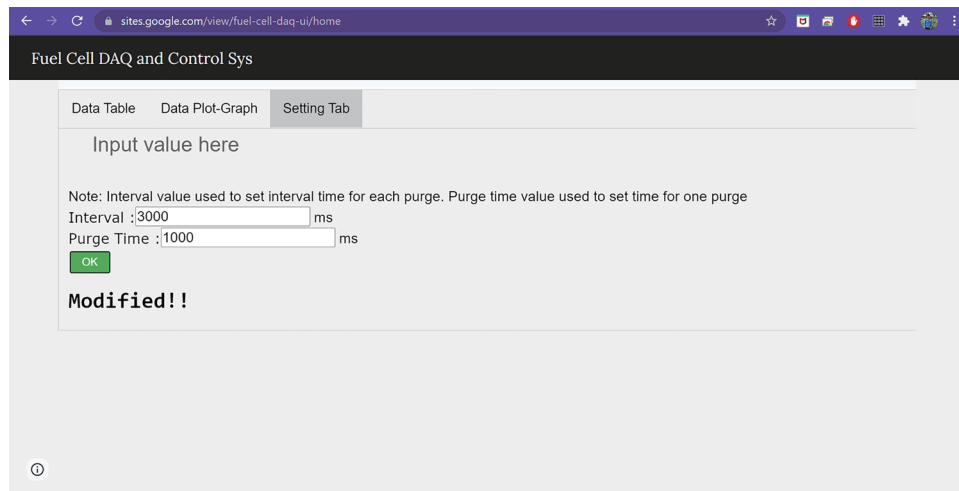 sites.google.com/view/fuel-cell-daq-ui/home
Fuel Cell DAQ and Control Sys
Data Table Data Plot-Graph Setting Tab
Input value here
Note: Interval value used to set interval time for each purge. Purge time value used to set time for one purge
Interval :3000 ms
Purge Time :1000 ms
OK
Modified!!